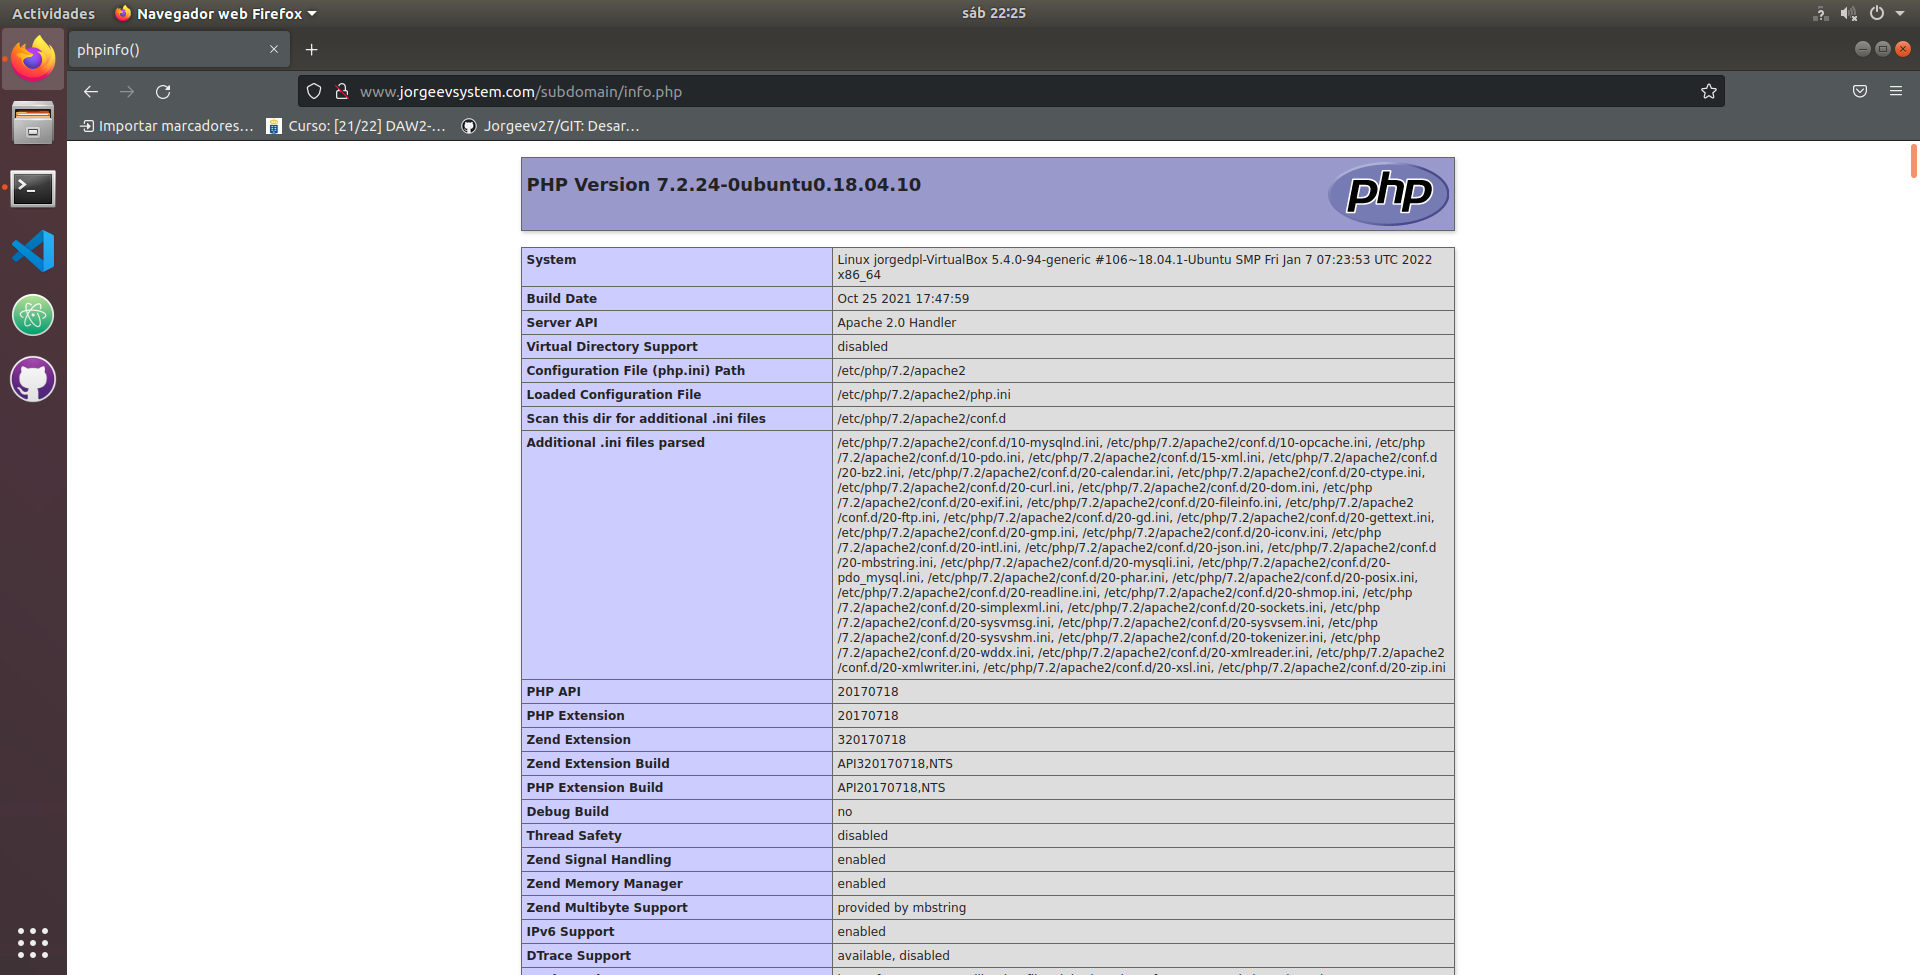 Actividades Navegador web Firefox sáb 22:25
phpinfo()
www.jorgeevsystem.com/subdomain/info.php
Importar marcadores... Curso: [21/22] DAW2-... Jorgeev27/GIT: Desar...
PHP Version 7.2.24-0ubuntu0.18.04.10
php
System Linux jorgedpl-VirtualBox 5.4.0-94-generic #106~18.04.1-Ubuntu SMP Fri Jan 7 07:23:53 UTC 2022
x86_64
Build Date Oct 25 2021 17:47:59
Server API Apache 2.0 Handler
Virtual Directory Support disabled
Configuration File (php.ini) Path /etc/php/7.2/apache2
Loaded Configuration File /etc/php/7.2/apache2/php.ini
Scan this dir for additional .ini files /etc/php/7.2/apache2/conf.d
Additional .ini files parsed /etc/php/7.2/apache2/conf.d/10-mysqlnd.ini, /etc/php/7.2/apache2/conf.d/10-opcache.ini, /etc/php
/7.2/apache2/conf.d/10-pdo.ini, /etc/php/7.2/apache2/conf.d/15-xml.ini, /etc/php/7.2/apache2/conf.d
/20-bz2.ini, /etc/php/7.2/apache2/conf.d/20-calendar.ini, /etc/php/7.2/apache2/conf.d/20-ctype.ini,
/etc/php/7.2/apache2/conf.d/20-curl.ini, /etc/php/7.2/apache2/conf.d/20-dom.ini, /etc/php
/7.2/apache2/conf.d/20-exif.ini, /etc/php/7.2/apache2/conf.d/20-fileinfo.ini, /etc/php/7.2/apache2
/conf.d/20-ftp.ini, /etc/php/7.2/apache2/conf.d/20-gd.ini, /etc/php/7.2/apache2/conf.d/20-gettext.ini,
/etc/php/7.2/apache2/conf.d/20-gmp.ini, /etc/php/7.2/apache2/conf.d/20-iconv.ini, /etc/php
/7.2/apache2/conf.d/20-intl.ini, /etc/php/7.2/apache2/conf.d/20-json.ini, /etc/php/7.2/apache2/conf.d
/20-mbstring.ini, /etc/php/7.2/apache2/conf.d/20-mysqli.ini, /etc/php/7.2/apache2/conf.d/20-
pdo_mysql.ini, /etc/php/7.2/apache2/conf.d/20-phar.ini, /etc/php/7.2/apache2/conf.d/20-posix.ini,
/etc/php/7.2/apache2/conf.d/20-readline.ini, /etc/php/7.2/apache2/conf.d/20-shmop.ini, /etc/php
/7.2/apache2/conf.d/20-simplexml.ini, /etc/php/7.2/apache2/conf.d/20-sockets.ini, /etc/php
/7.2/apache2/conf.d/20-sysvmsg.ini, /etc/php/7.2/apache2/conf.d/20-sysvsem.ini, /etc/php
/7.2/apache2/conf.d/20-sysvshm.ini, /etc/php/7.2/apache2/conf.d/20-tokenizer.ini, /etc/php
/7.2/apache2/conf.d/20-wddx.ini, /etc/php/7.2/apache2/conf.d/20-xmlreader.ini, /etc/php/7.2/apache2
/conf.d/20-xmlwriter.ini, /etc/php/7.2/apache2/conf.d/20-xsl.ini, /etc/php/7.2/apache2/conf.d/20-zip.ini
PHP API 20170718
PHP Extension 20170718
Zend Extension 320170718
Zend Extension Build API320170718,NTS
PHP Extension Build API20170718,NTS
Debug Build no
Thread Safety disabled
Zend Signal Handling enabled
Zend Memory Manager enabled
Zend Multibyte Support provided by mbstring
IPv6 Support enabled
DTrace Support available, disabled